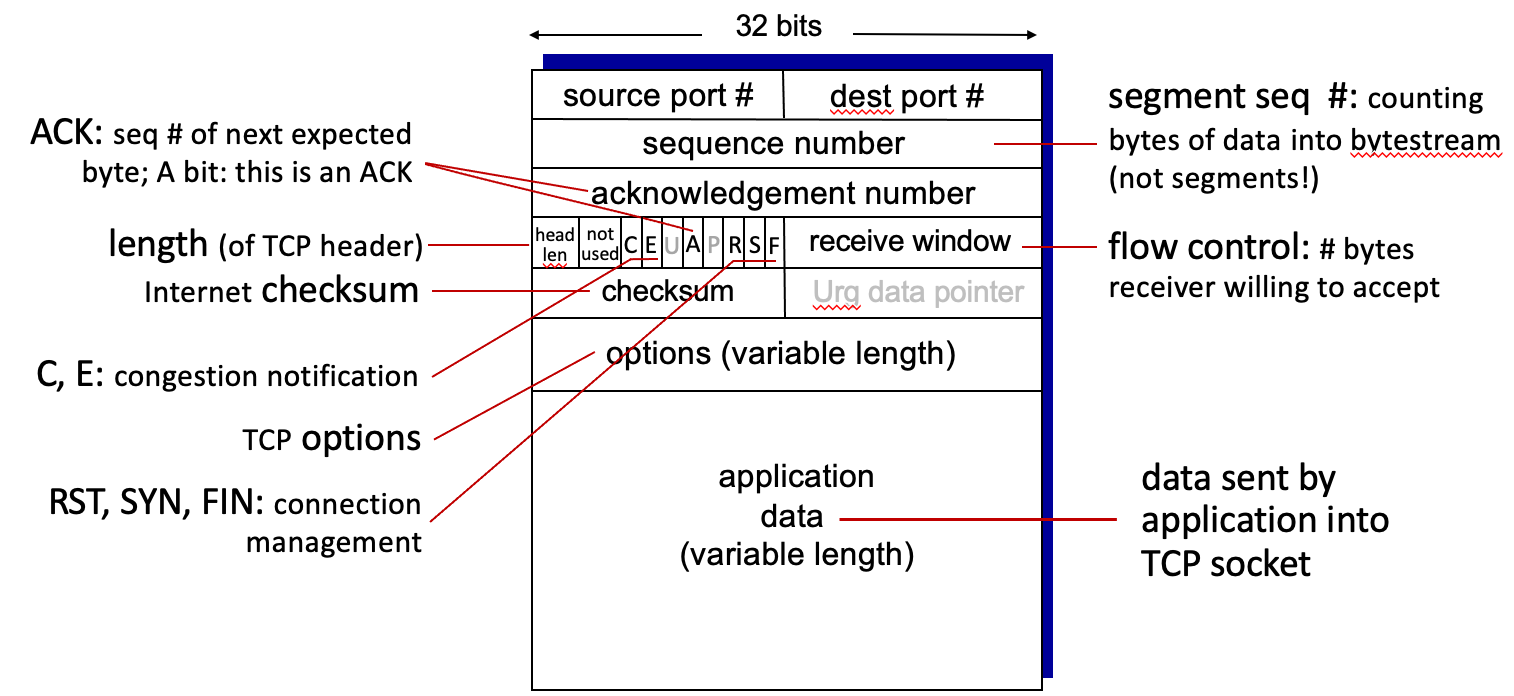 32 bits
source port #
dest port #
sequence number
acknowledgement number
head
len
not
used
C
E
U
A
P
R
S
F
receive window
checksum
Urg data pointer
options (variable length)
application
data
(variable length)
ACK: seq # of next expected
byte; A bit: this is an ACK
length (of TCP header)
Internet checksum
C, E: congestion notification
TCP options
RST, SYN, FIN: connection
management
segment seq #: counting
bytes of data into bytestream
(not segments!)
flow control: # bytes
receiver willing to accept
data sent by
application into
TCP socket